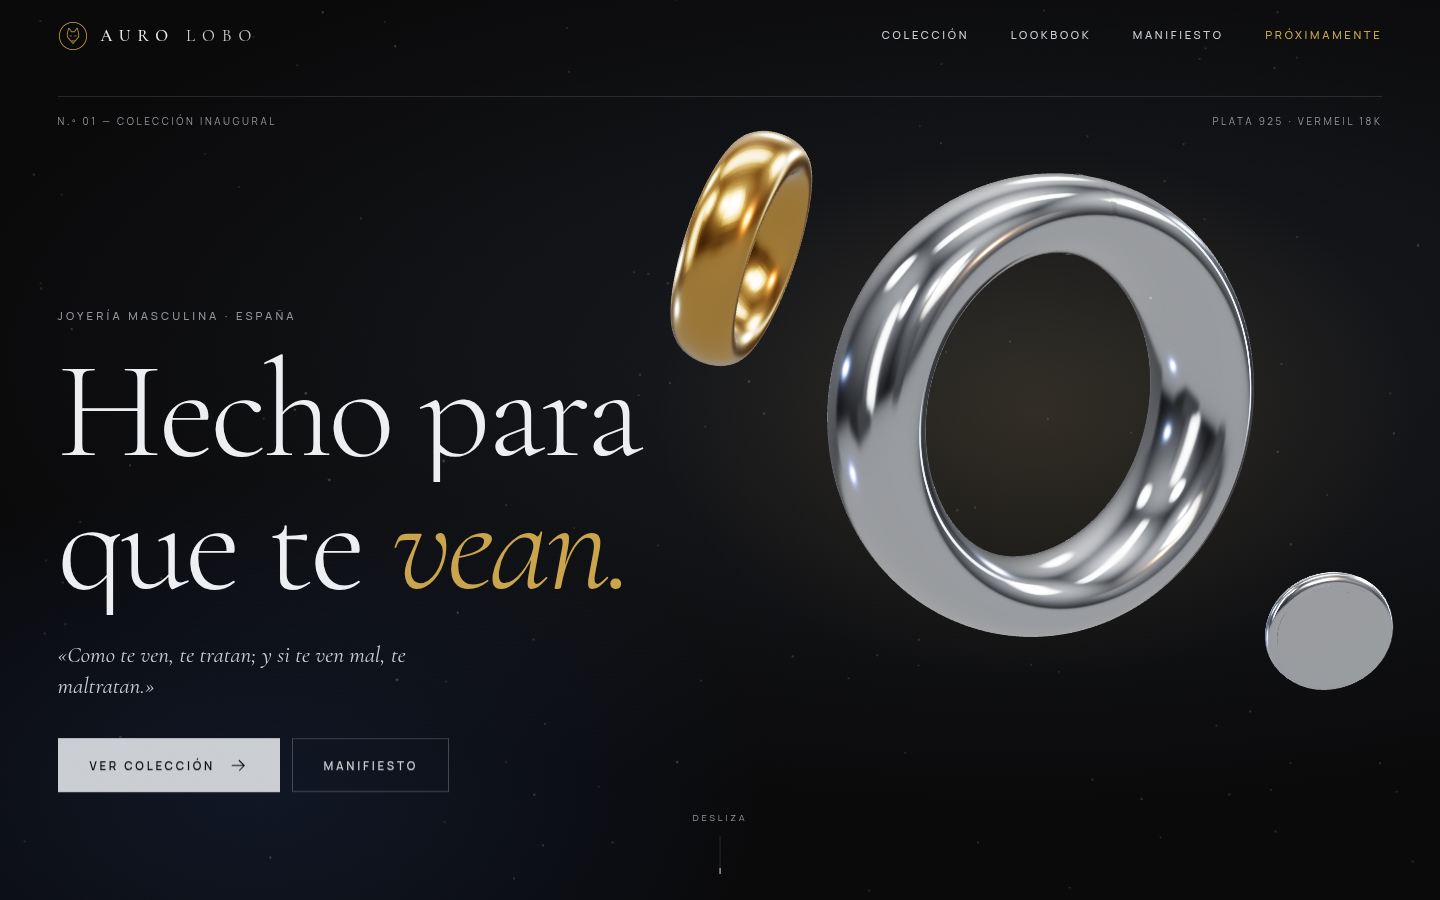 AURO LOBO
COLECCIÓN LOOKBOOK MANIFIESTO PRÓXIMAMENTE
N.º 01 — COLECCIÓN INAUGURAL
PLATA 925 · VERMEIL 18K
JOYERÍA MASCULINA · ESPAÑA
Hecho para
que te vean.
«Como te ven, te tratan; y si te ven mal, te
maltratan.»
VER COLECCIÓN →
MANIFIESTO
DESLIZA